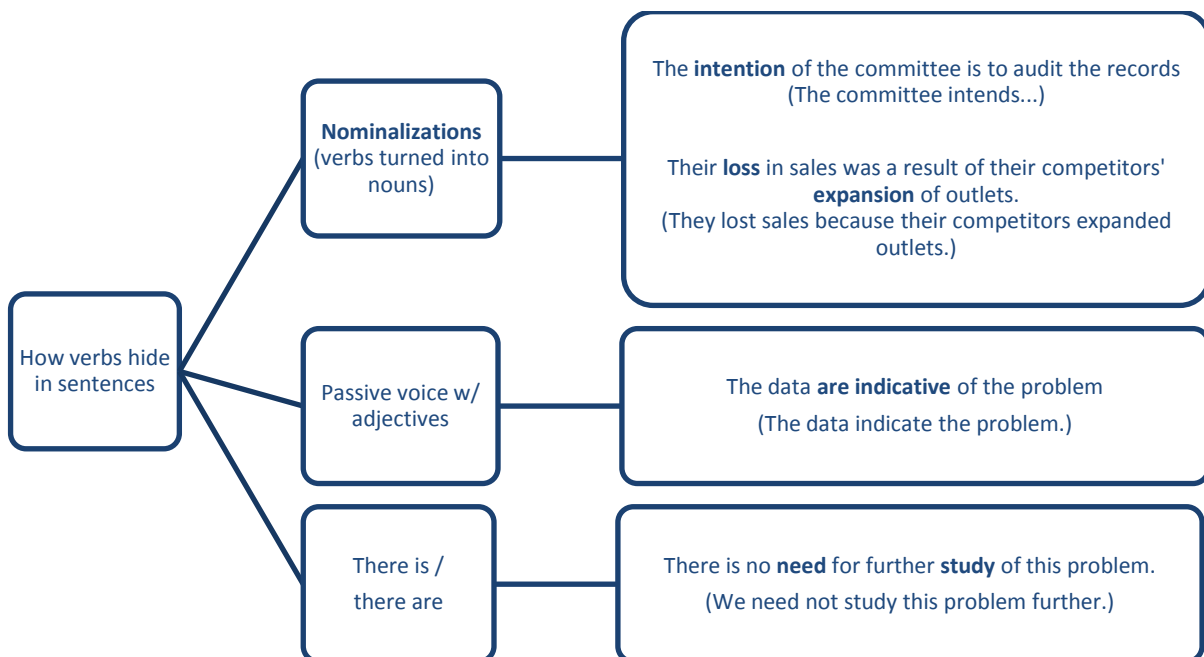 How verbs hide
in sentences
Nominalizations
(verbs turned into
nouns)
The intention of the committee is to audit the records
(The committee intends...)
Their loss in sales was a result of their competitors'
expansion of outlets.
(They lost sales because their competitors expanded
outlets.)
Passive voice w/
adjectives
The data are indicative of the problem
(The data indicate the problem.)
There is /
there are
There is no need for further study of this problem.
(We need not study this problem further.)